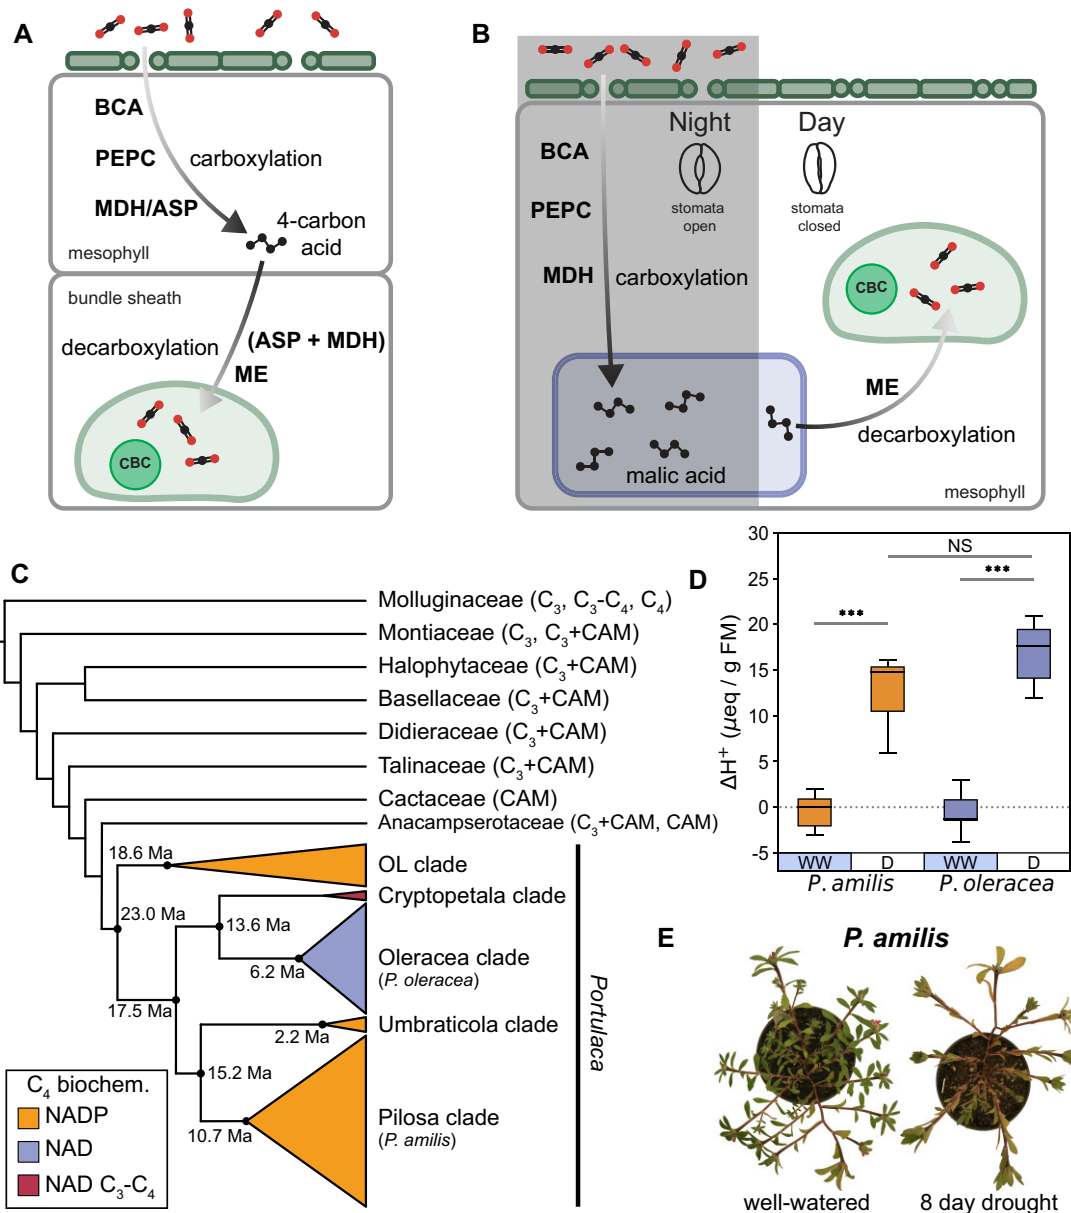 A
BCA
PEPC
carboxylation
MDH/ASP
4-carbon
acid
mesophyll
bundle sheath
decarboxylation
(ASP + MDH)
ME
CBC
B
Night
Day
BCA
stomata
open
stomata
closed
PEPC
MDH
carboxylation
CBC
ME
decarboxylation
malic acid
mesophyll
C
Molluginaceae (C₃, C₃-C₄, C₄)
Montiaceae (C₃, C₃+CAM)
Halophytaceae (C₃+CAM)
Basellaceae (C₃+CAM)
Didieraceae (C₃+CAM)
Talinaceae (C₃+CAM)
Cactaceae (CAM)
Anacampserotaceae (C₃+CAM, CAM)
18.6 Ma
OL clade
Cryptopetala clade
23.0 Ma
13.6 Ma
6.2 Ma
Oleracea clade
(P. oleracea)
17.5 Ma
Umbraticola clade
2.2 Ma
15.2 Ma
Pilosa clade
(P. amilis)
10.7 Ma
Portulaca
C₄ biochem.
NADP
NAD
NAD C₃-C₄
D
ΔH⁺ (μeq / g FM)
30
25
20
15
10
5
0
-5
NS
***
***
WW
D
WW
D
P. amilis
P. oleracea
E
P. amilis
well-watered
8 day drought